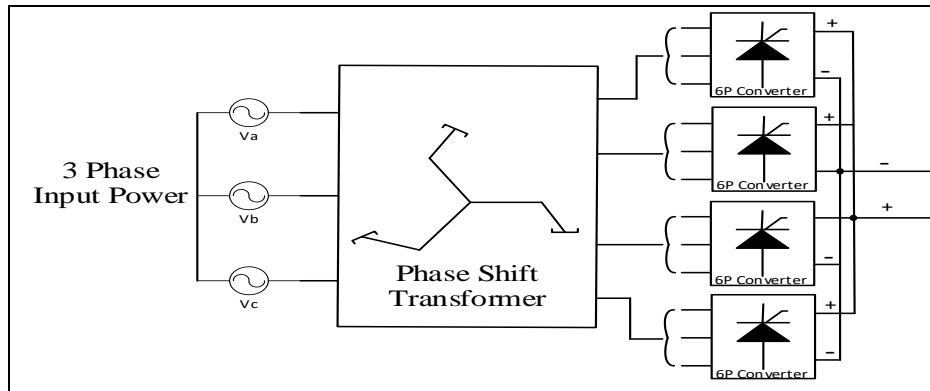 3 Phase
Input Power
Va
Vb
Vc
Phase Shift
Transformer
+
−
6P Converter
+
−
6P Converter
+
−
6P Converter
+
−
6P Converter
−
+